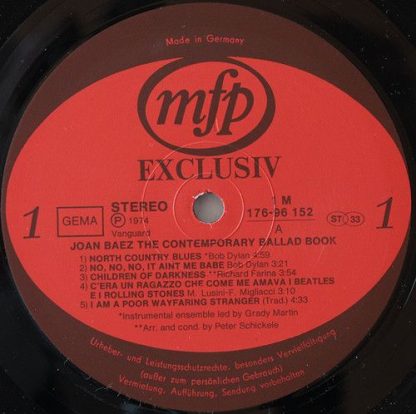 Made in Germany
mfp
EXCLUSIV
1 GEMA STEREO 1 M ST 33 1
P 1974 176-96 152
Vanguard A
JOAN BAEZ THE CONTEMPORARY BALLAD BOOK
1) NORTH COUNTRY BLUES *Bob Dylan 4:59
2) NO, NO, NO, IT AINT ME BABE Bob Dylan 3:21
3) CHILDREN OF DARKNESS **Richard Farina 3:54
4) C'ERA UN RAGAZZO CHE COME ME AMAVA I BEATLES
E I ROLLING STONES M. Lusini-F. Migliacci 3:10
5) I AM A POOR WAYFARING STRANGER (Trad.) 4:33
*Instrumental ensemble led by Grady Martin
**Arr. and cond. by Peter Schickele
Urheber- und Leistungsschutzrechte, besonders Vervielfältigung
(außer zum persönlichen Gebrauch)
Vermietung, Aufführung, Sendung vorbehalten